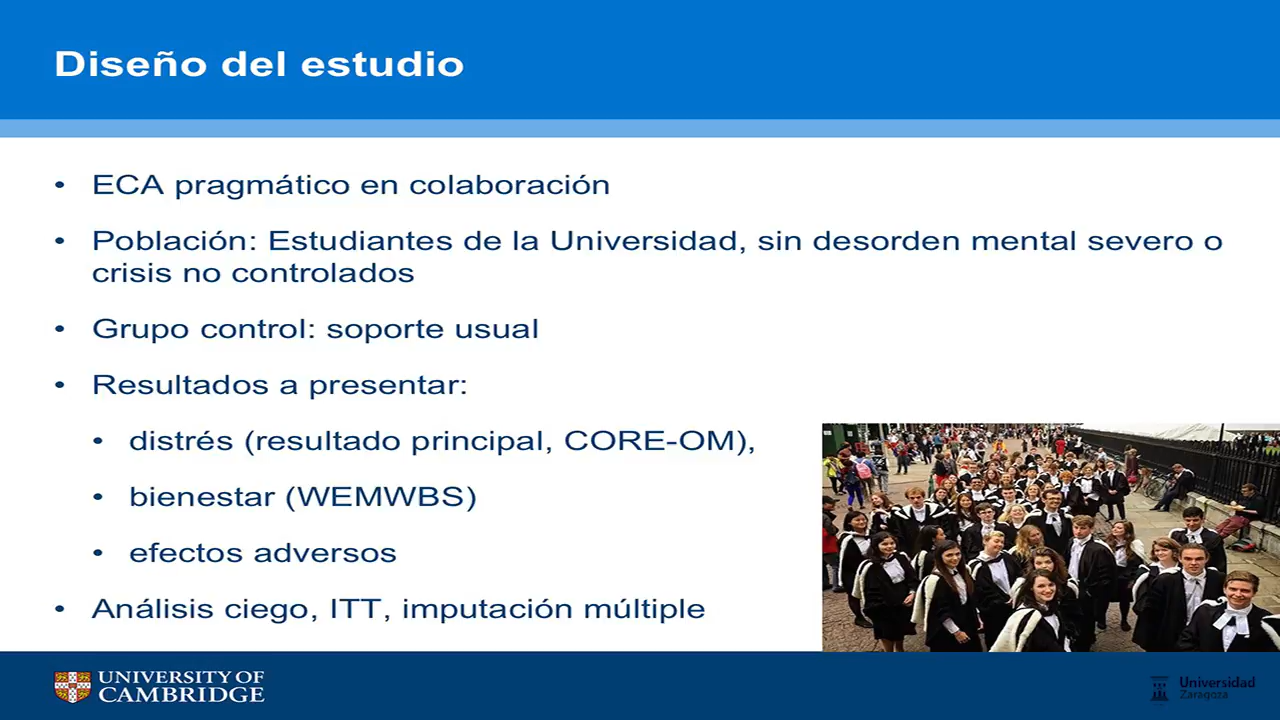 Diseño del estudio
• ECA pragmático en colaboración
• Población: Estudiantes de la Universidad, sin desorden mental severo o
crisis no controlados
• Grupo control: soporte usual
• Resultados a presentar:
• distrés (resultado principal, CORE-OM),
• bienestar (WEMWBS)
• efectos adversos
• Análisis ciego, ITT, imputación múltiple
UNIVERSITY OF
CAMBRIDGE
Universidad
Zaragoza